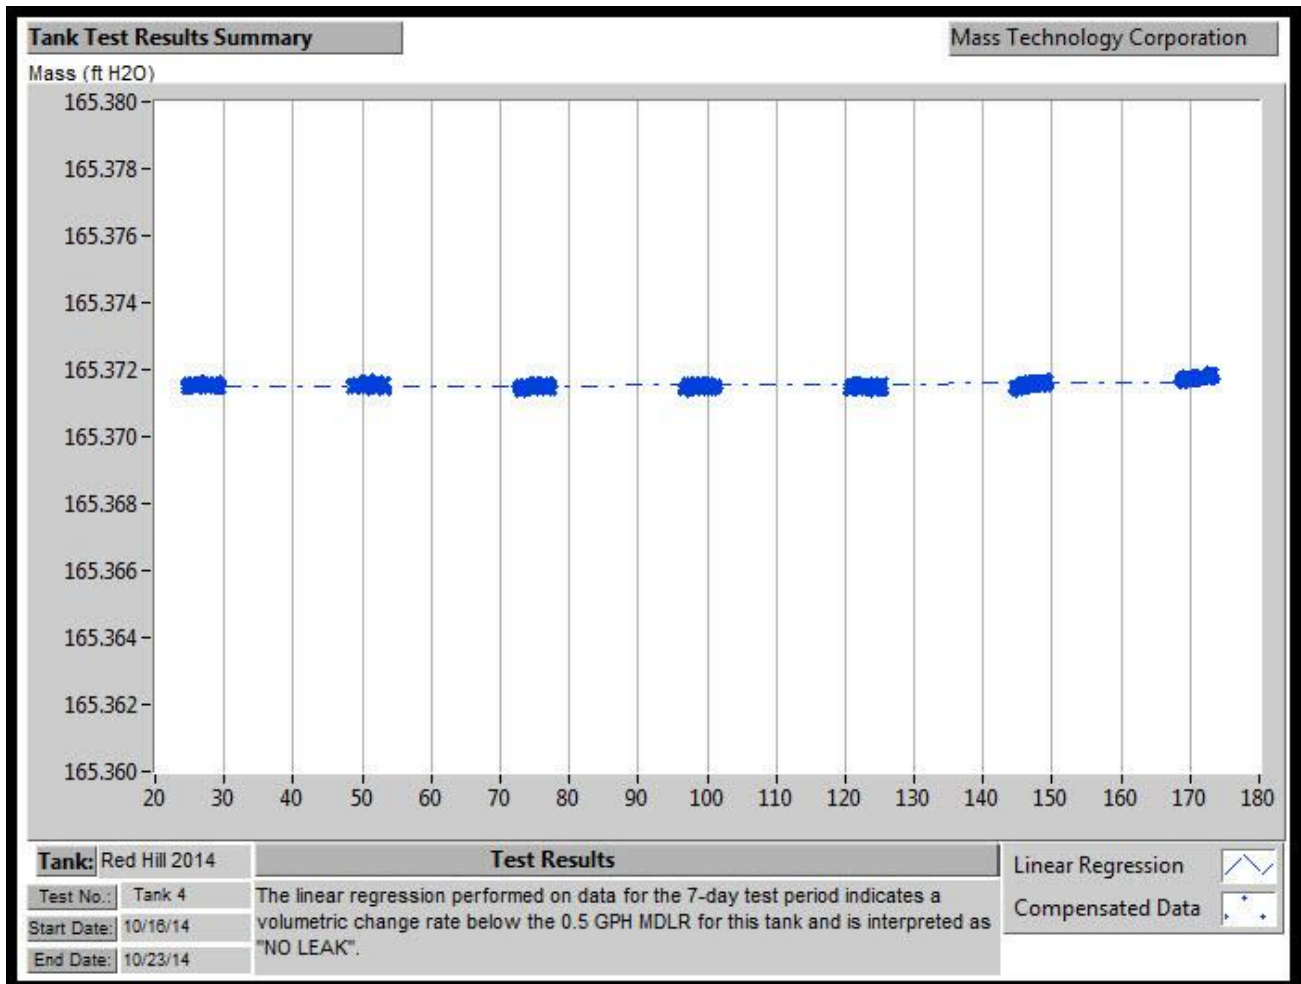 Tank Test Results Summary
Mass Technology Corporation
Mass (ft H2O)
165.380
165.378
165.376
165.374
165.372
165.370
165.368
165.366
165.364
165.362
165.360
20 30 40 50 60 70 80 90 100 110 120 130 140 150 160 170 180
Tank: Red Hill 2014
Test No.: Tank 4
Start Date: 10/16/14
End Date: 10/23/14
Test Results
The linear regression performed on data for the 7-day test period indicates a
volumetric change rate below the 0.5 GPH MDLR for this tank and is interpreted as
"NO LEAK".
Linear Regression
Compensated Data